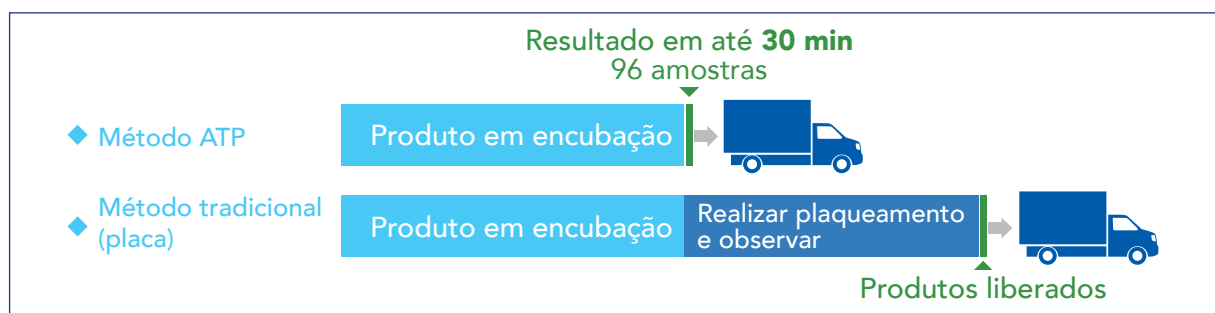 Resultado em até 30 min
96 amostras
Método ATP
Produto em encubação
Método tradicional
(placa)
Produto em encubação
Realizar plaqueamento
e observar
Produtos liberados